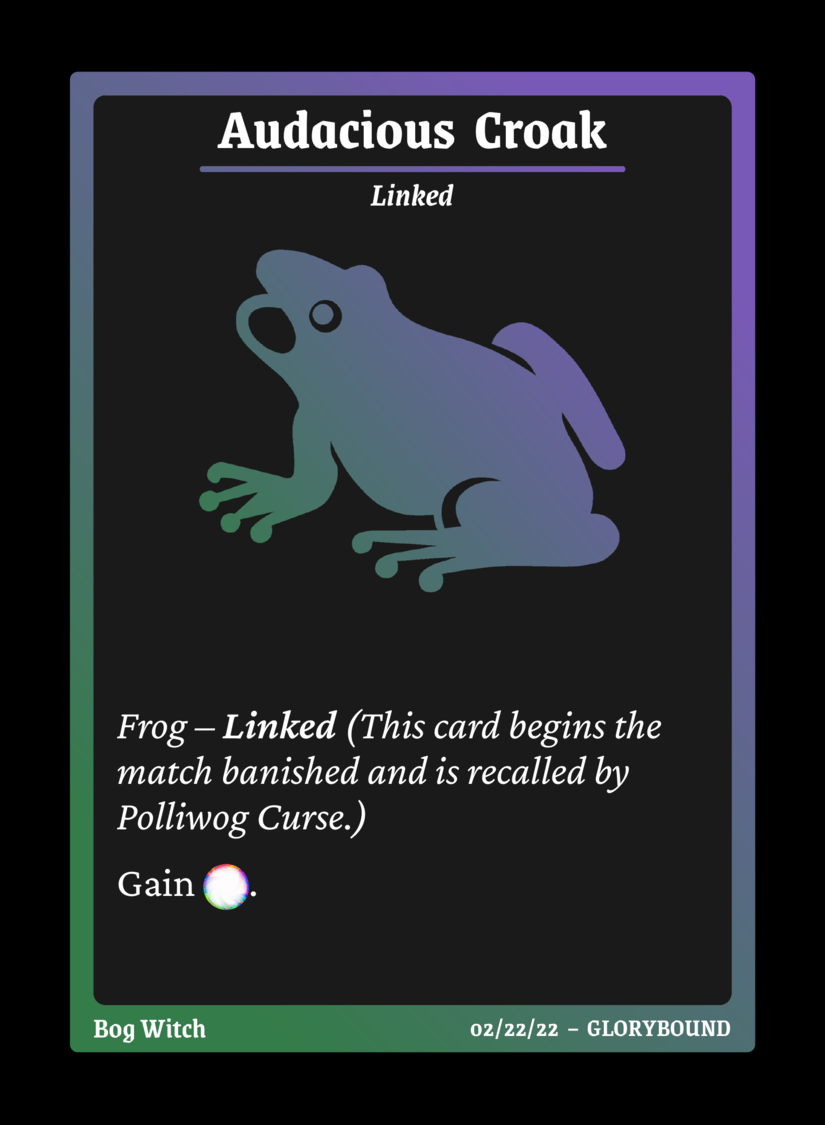 Audacious Croak
Linked
Frog – Linked (This card begins the
match banished and is recalled by
Polliwog Curse.)
Gain .
Bog Witch
02/22/22 – GLORYBOUND